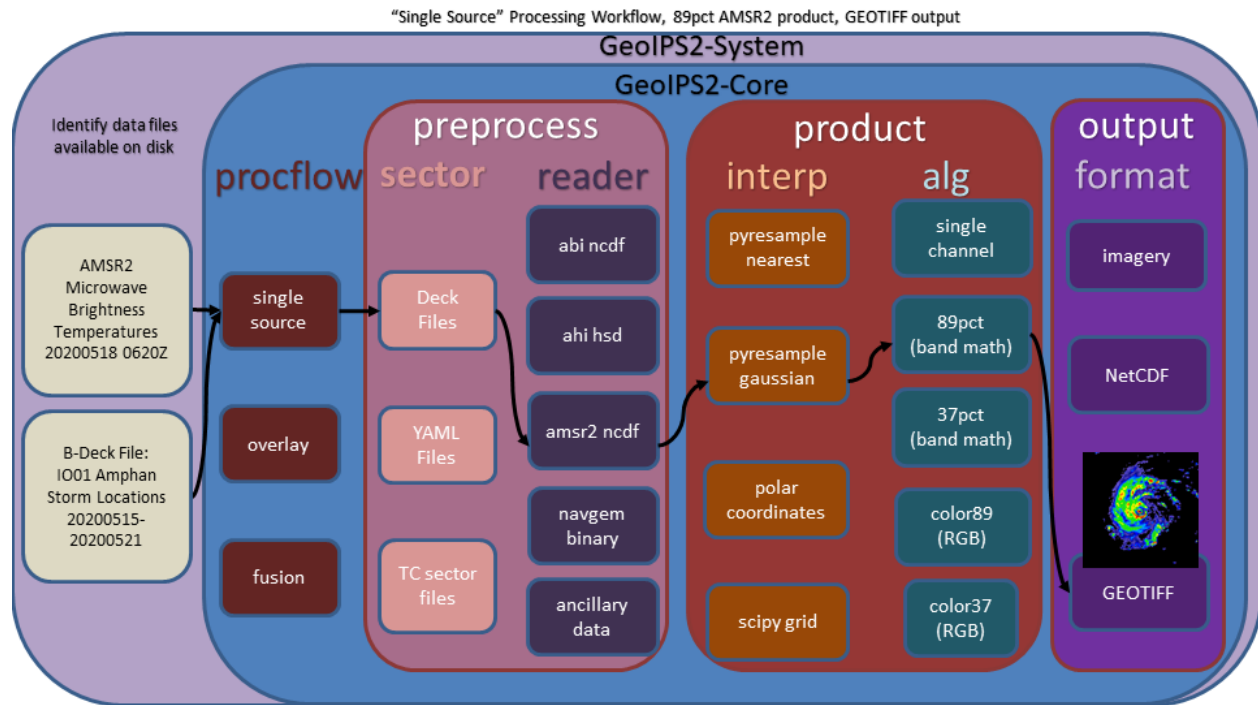 “Single Source” Processing Workflow, 89pct AMSR2 product, GEOTIFF output
GeoIPS2-System
GeoIPS2-Core
Identify data files
available on disk
AMSR2
Microwave
Brightness
Temperatures
20200518 0620Z
B-Deck File:
IO01 Amphan
Storm Locations
20200515-
20200521
procflow
single
source
overlay
fusion
preprocess
sector
Deck
Files
YAML
Files
TC sector
files
reader
abi ncdf
ahi hsd
amsr2 ncdf
navgem
binary
ancillary
data
product
interp
pyresample
nearest
pyresample
gaussian
polar
coordinates
scipy grid
alg
single
channel
89pct
(band math)
37pct
(band math)
color89
(RGB)
color37
(RGB)
output
format
imagery
NetCDF
GEOTIFF